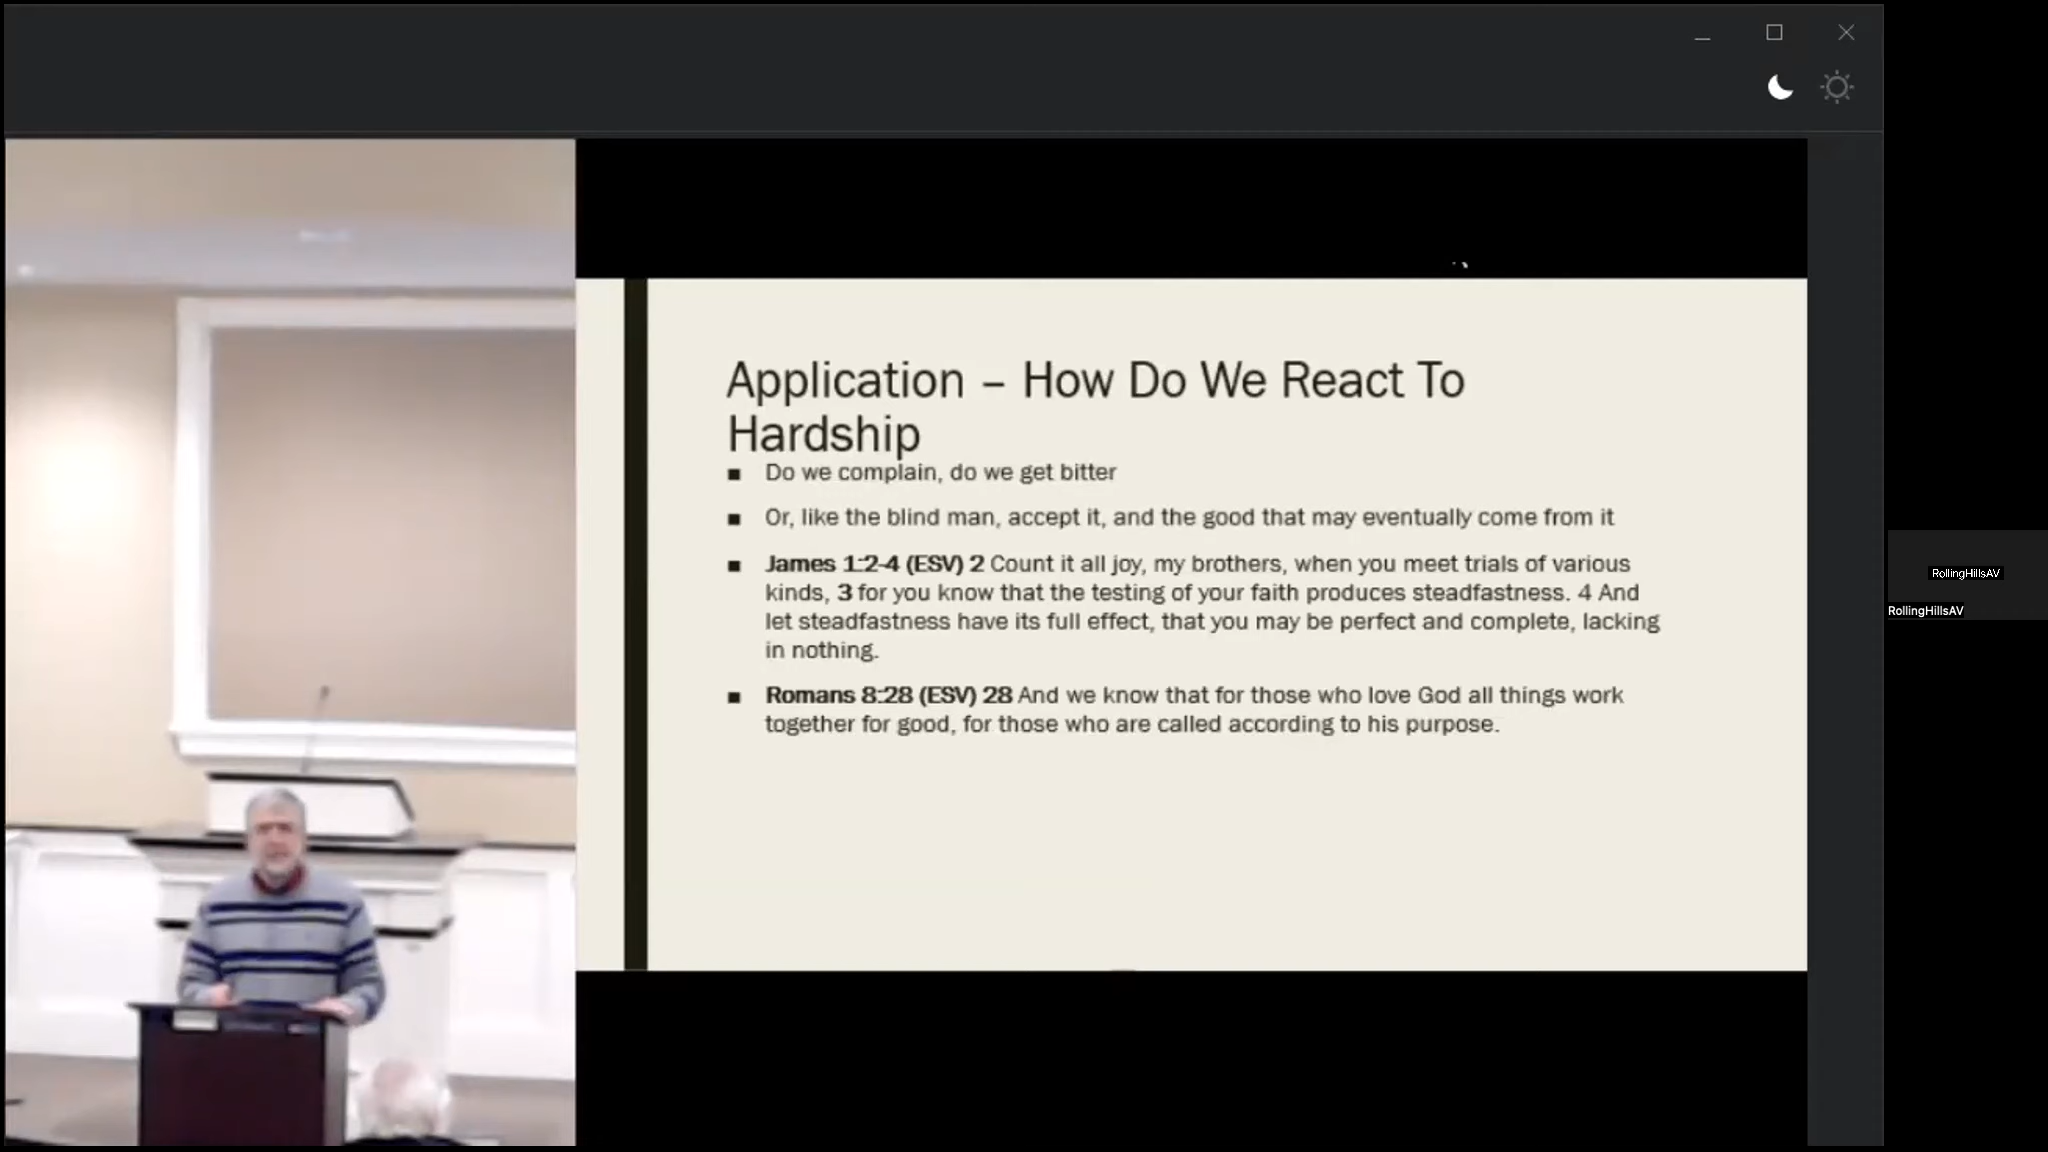 Application – How Do We React To
Hardship
■ Do we complain, do we get bitter
■ Or, like the blind man, accept it, and the good that may eventually come from it
■ James 1:2-4 (ESV) 2 Count it all joy, my brothers, when you meet trials of various
kinds, 3 for you know that the testing of your faith produces steadfastness. 4 And
let steadfastness have its full effect, that you may be perfect and complete, lacking
in nothing.
■ Romans 8:28 (ESV) 28 And we know that for those who love God all things work
together for good, for those who are called according to his purpose.
RollingHillsAV
RollingHillsAV